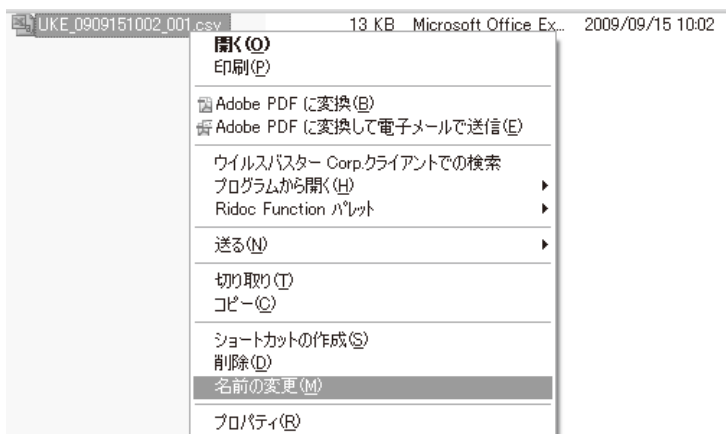 UKE_0909151002_001.csv 13 KB Microsoft Office Ex... 2009/09/15 10:02
開く(O)
印刷(P)
Adobe PDF に変換(B)
Adobe PDF に変換して電子メールで送信(E)
ウイルスバスター Corp.クライアントでの検索
プログラムから開く(H)
Ridoc Function パレット
送る(N)
切り取り(T)
コピー(C)
ショートカットの作成(S)
削除(D)
名前の変更(M)
プロパティ(R)